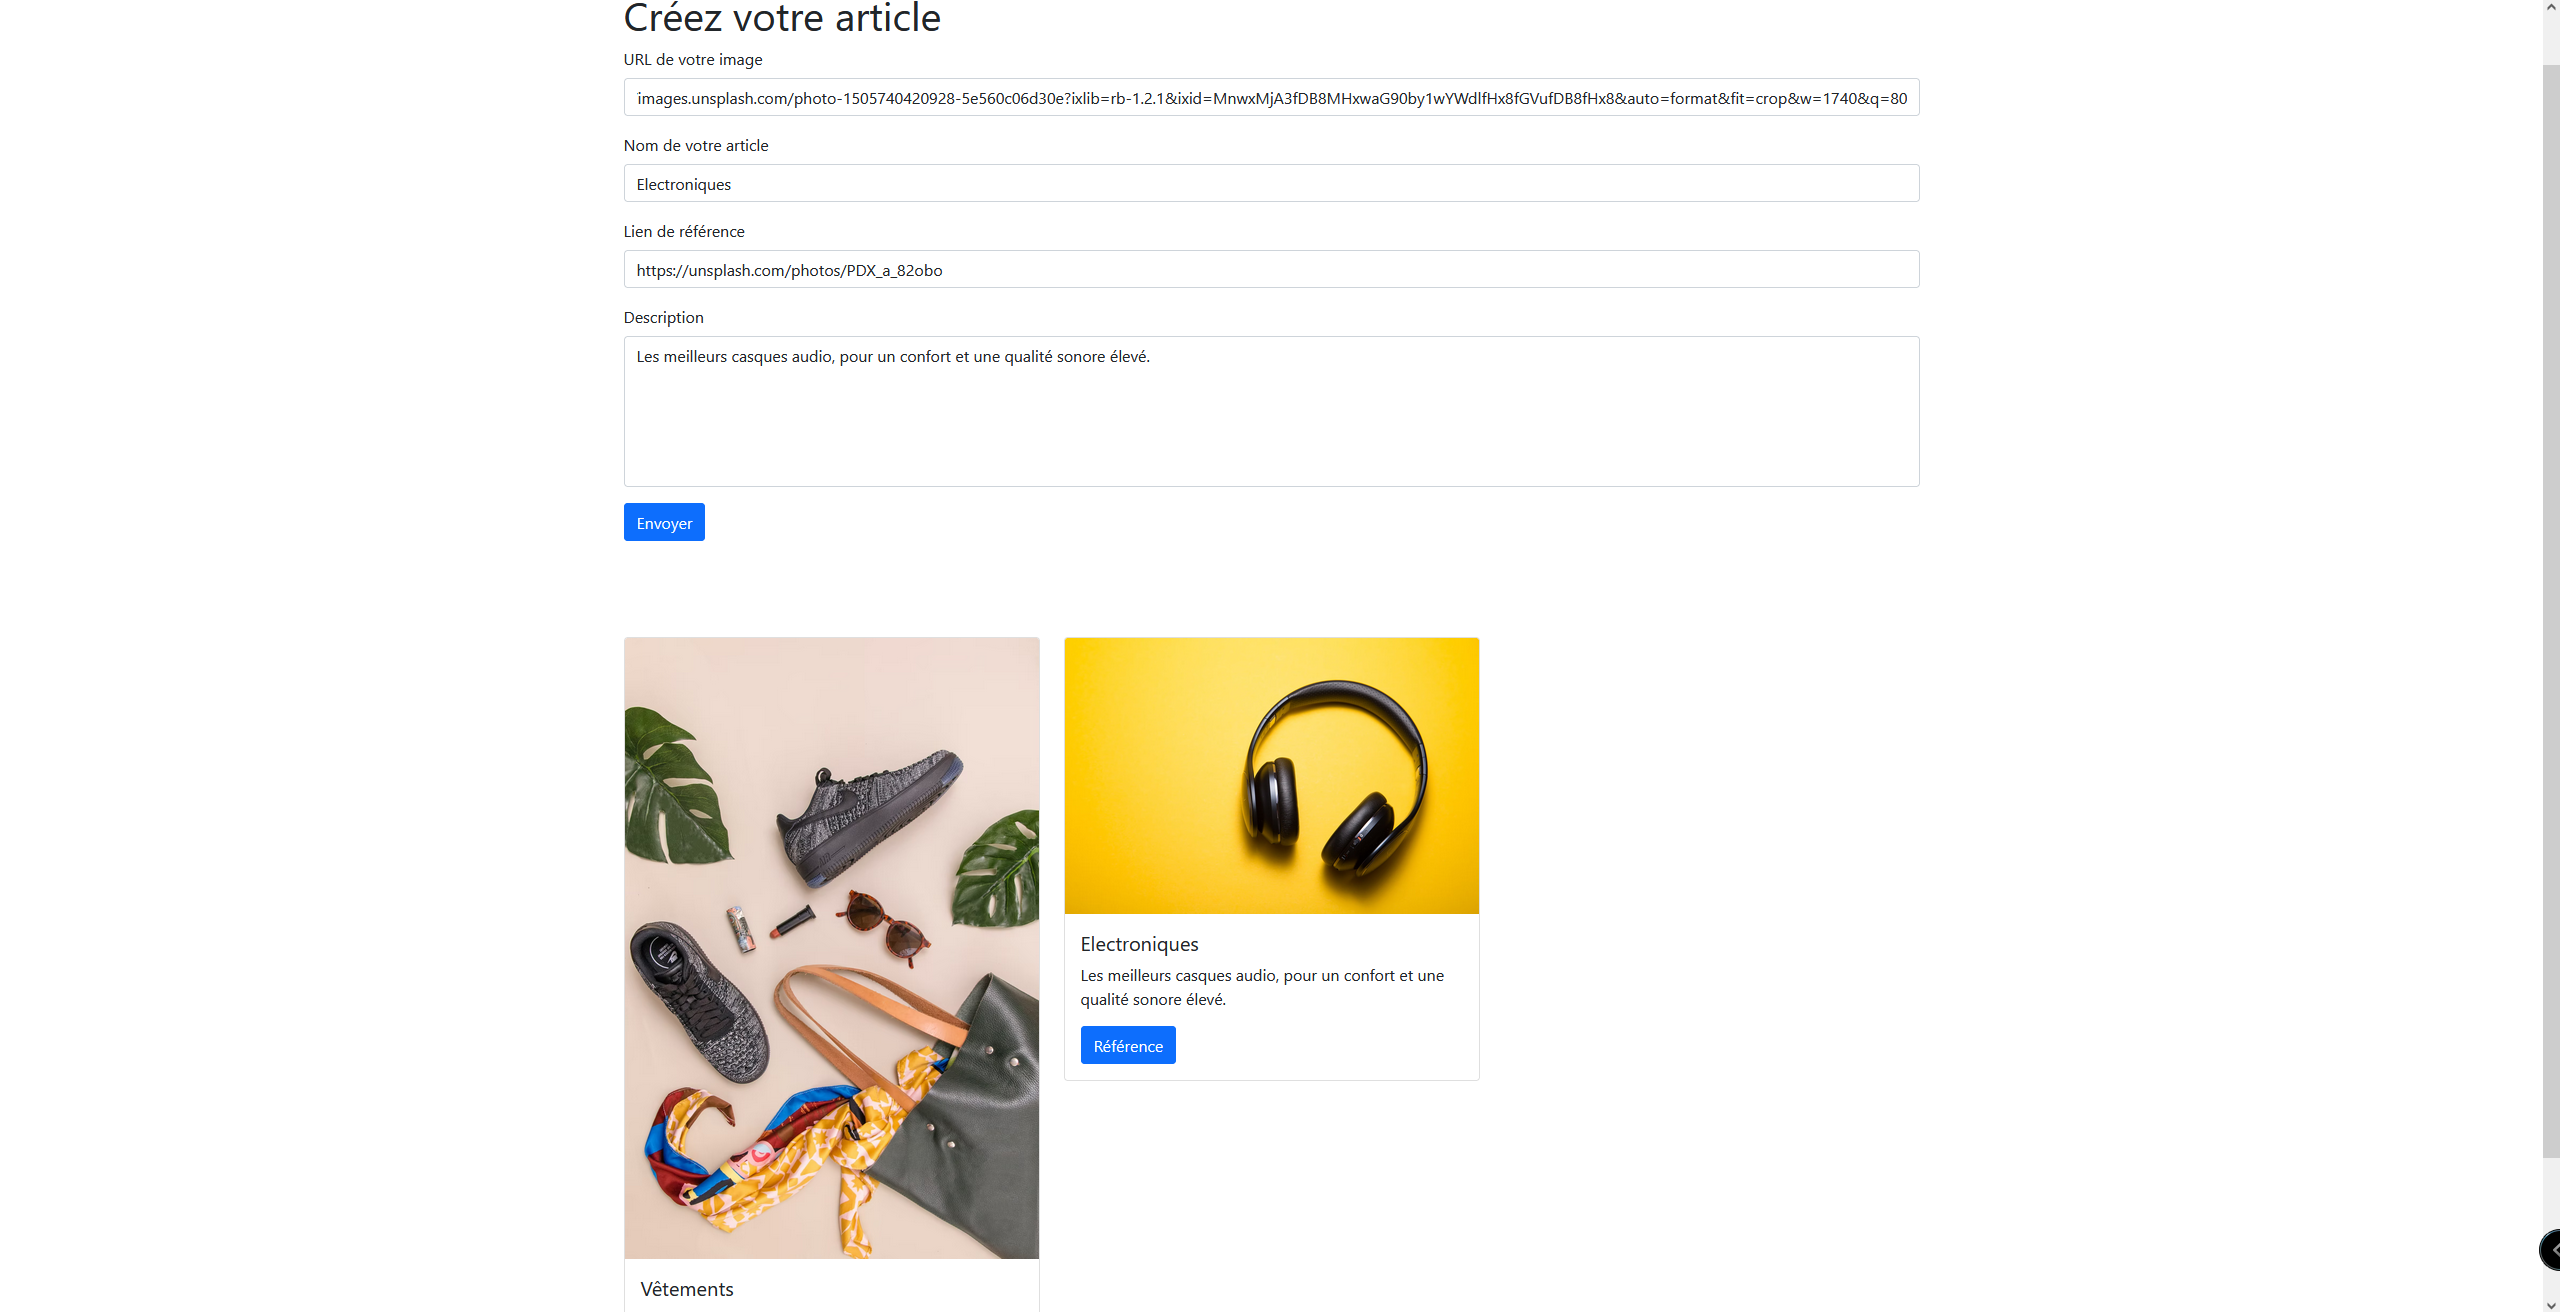 Créez votre article
URL de votre image
images.unsplash.com/photo-1505740420928-5e560c06d30e?ixlib=rb-1.2.1&ixid=MnwxMjA3fDB8MHxwaG90by1wYWdlfHx8fGVufDB8fHx8&auto=format&fit=crop&w=1740&q=80
Nom de votre article
Electroniques
Lien de référence
https://unsplash.com/photos/PDX_a_82obo
Description
Les meilleurs casques audio, pour un confort et une qualité sonore élevé.
Envoyer
Electroniques
Les meilleurs casques audio, pour un confort et une
qualité sonore élevé.
Référence
Vêtements